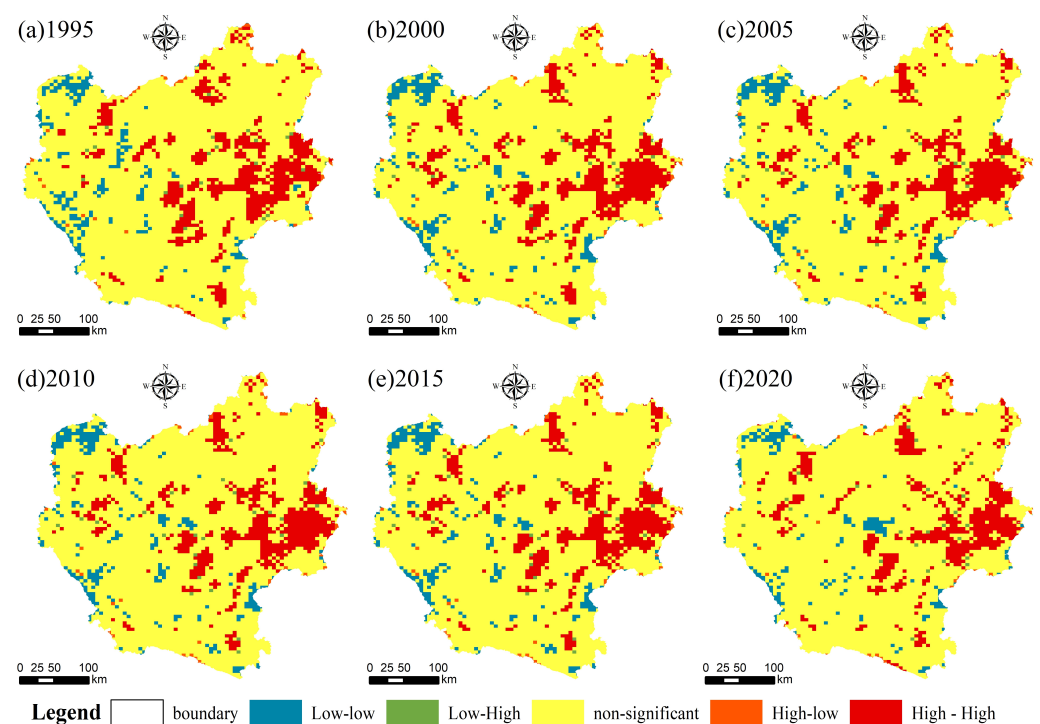 (a)1995
N
W E
S
0 25 50 100
km
(b)2000
N
W E
S
0 25 50 100
km
(c)2005
N
W E
S
0 25 50 100
km
(d)2010
N
W E
S
0 25 50 100
km
(e)2015
N
W E
S
0 25 50 100
km
(f)2020
N
W E
S
0 25 50 100
km
Legend boundary Low-low Low-High non-significant High-low High - High